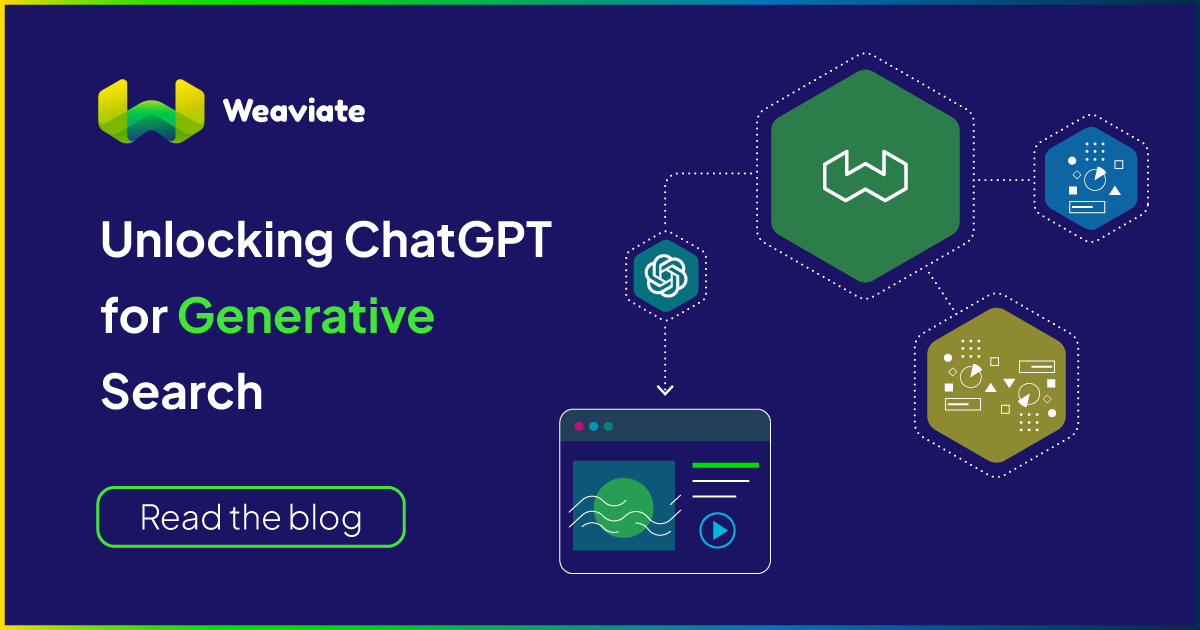 Weaviate
Unlocking ChatGPT
for Generative
Search
Read the blog